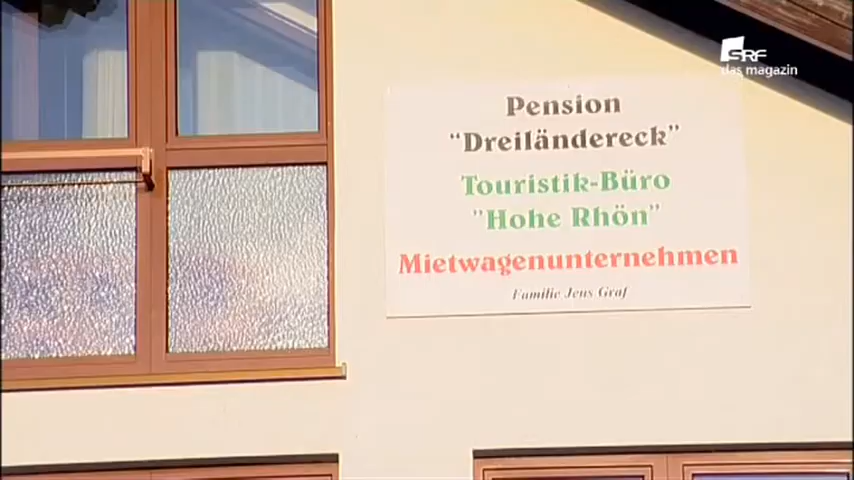 SRF
das magazin
Pension
"Dreiländereck"
Touristik-Büro
"Hohe Rhön"
Mietwagenunternehmen
Familie Jens Graf